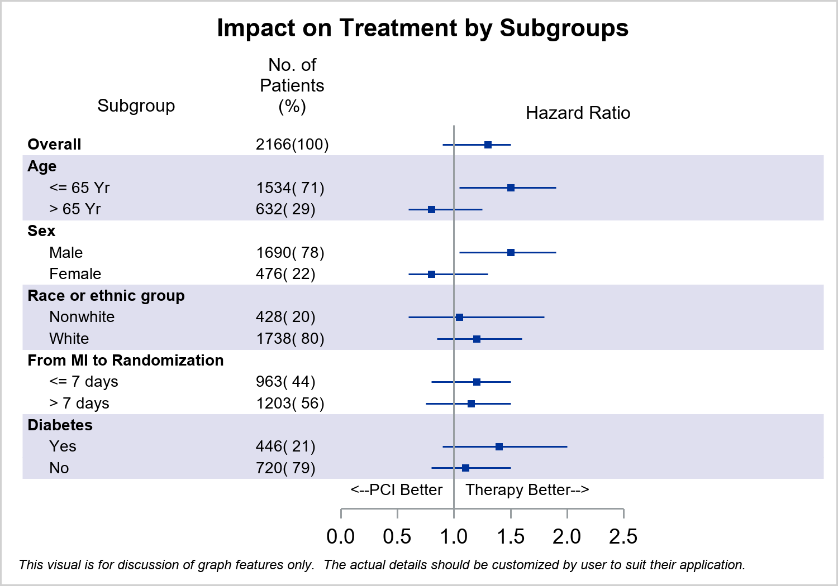 Impact on Treatment by Subgroups
No. of
Patients
(%)
Subgroup
Hazard Ratio
Overall 2166(100)
Age
<= 65 Yr 1534( 71)
> 65 Yr 632( 29)
Sex
Male 1690( 78)
Female 476( 22)
Race or ethnic group
Nonwhite 428( 20)
White 1738( 80)
From MI to Randomization
<= 7 days 963( 44)
> 7 days 1203( 56)
Diabetes
Yes 446( 21)
No 720( 79)
<--PCI Better Therapy Better-->
0.0 0.5 1.0 1.5 2.0 2.5
This visual is for discussion of graph features only. The actual details should be customized by user to suit their application.